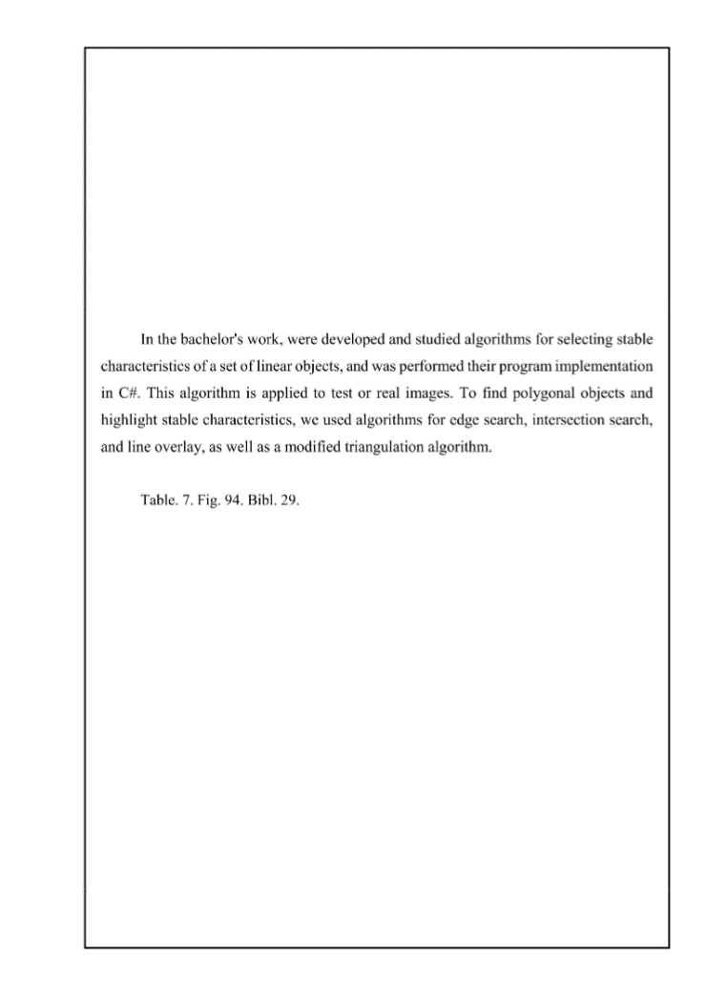 In the bachelor's work, were developed and studied algorithms for selecting stable
characteristics of a set of linear objects, and was performed their program implementation
in C#. This algorithm is applied to test or real images. To find polygonal objects and
highlight stable characteristics, we used algorithms for edge search, intersection search,
and line overlay, as well as a modified triangulation algorithm.
Table. 7. Fig. 94. Bibl. 29.